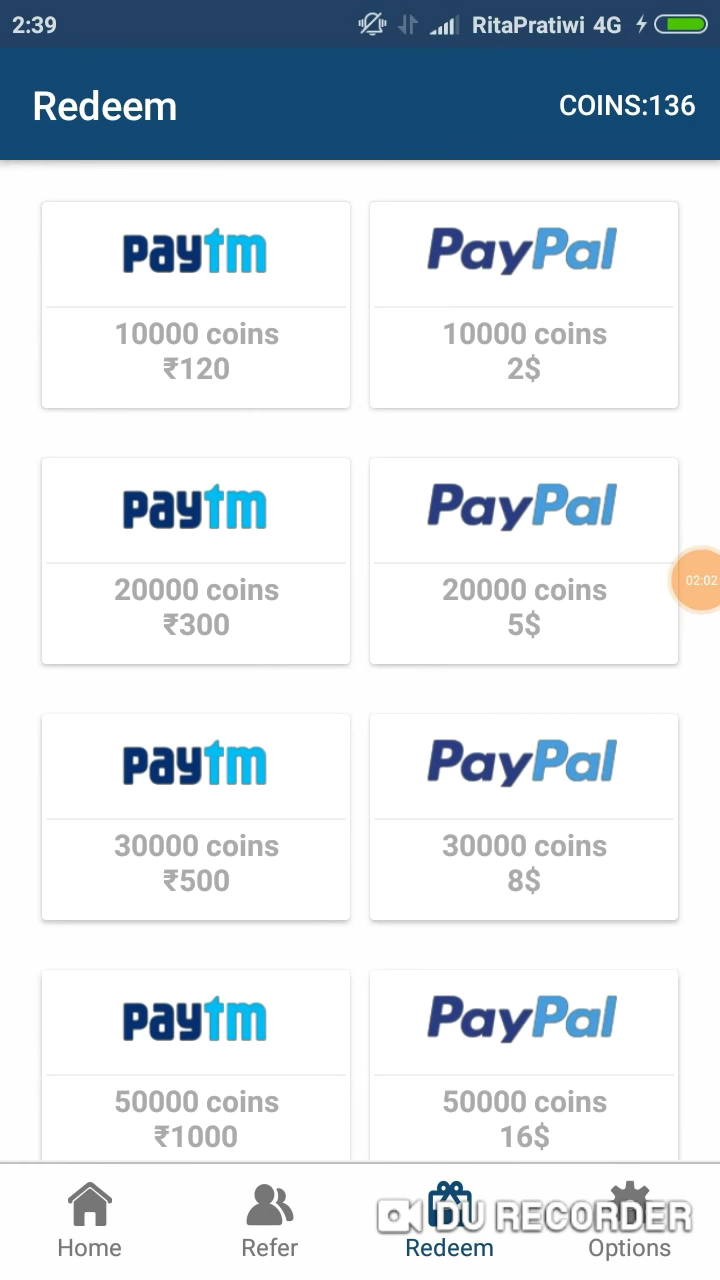 2:39 RitaPratiwi 4G
Redeem COINS:136
paytm PayPal
10000 coins 10000 coins
₹120 2$
paytm PayPal
20000 coins 20000 coins
₹300 5$
02:02
paytm PayPal
30000 coins 30000 coins
₹500 8$
paytm PayPal
50000 coins 50000 coins
₹1000 16$
DU RECORDER
Home Refer Redeem Options